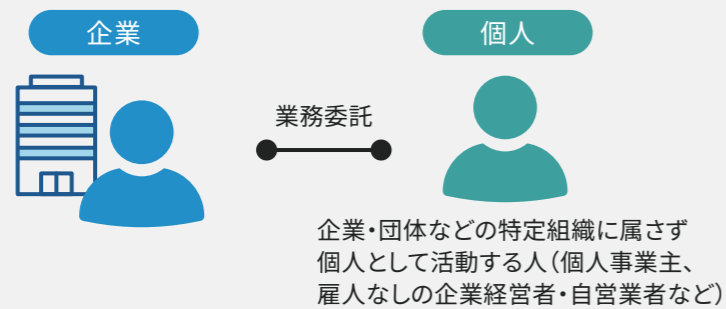 企業
個人
業務委託
企業・団体などの特定組織に属さず
個人として活動する人（個人事業主、
雇人なしの企業経営者・自営業者など）